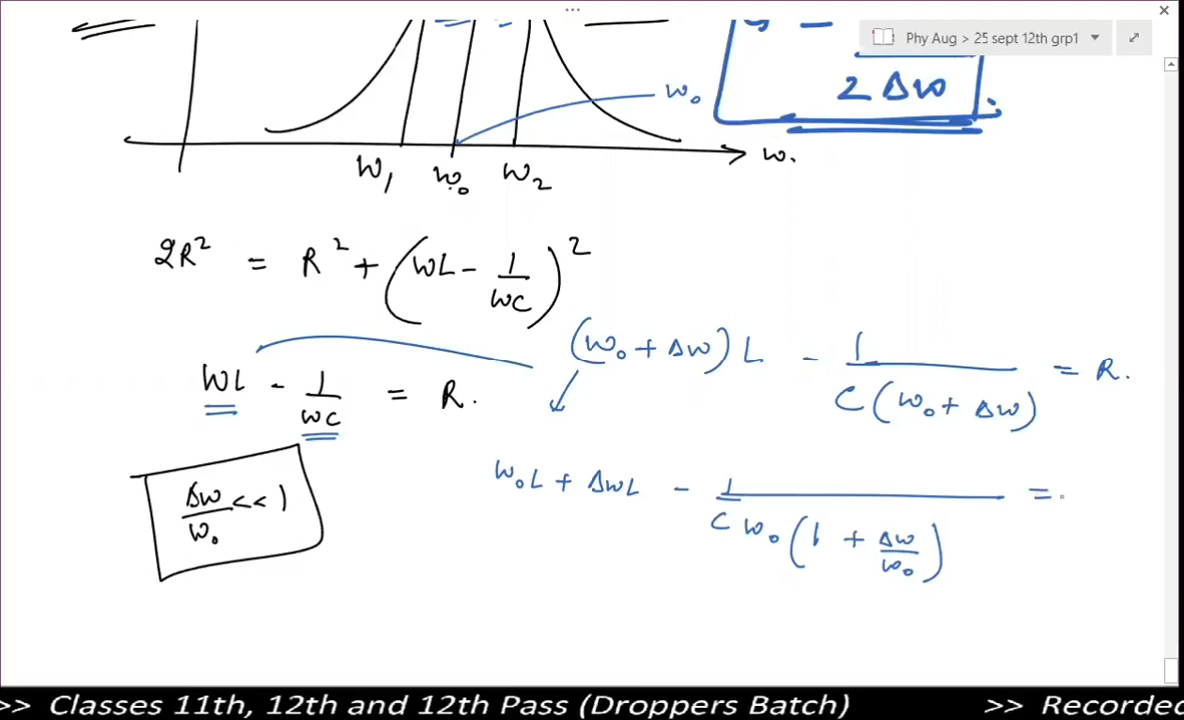 ...
Phy Aug > 25 sept 12th grp1
2 Δω
ω₀
ω₁ ω₀ ω₂ ω.
2R² = R² + (ωL - 1/ωC)²
(ω₀ + Δω) L - 1/C(ω₀ + Δω) = R.
ωL - 1/ωC = R.
Δω/ω₀ << 1
ω₀L + ΔωL - 1/Cω₀(1 + Δω/ω₀) =
>> Classes 11th, 12th and 12th Pass (Droppers Batch) >> Recorded